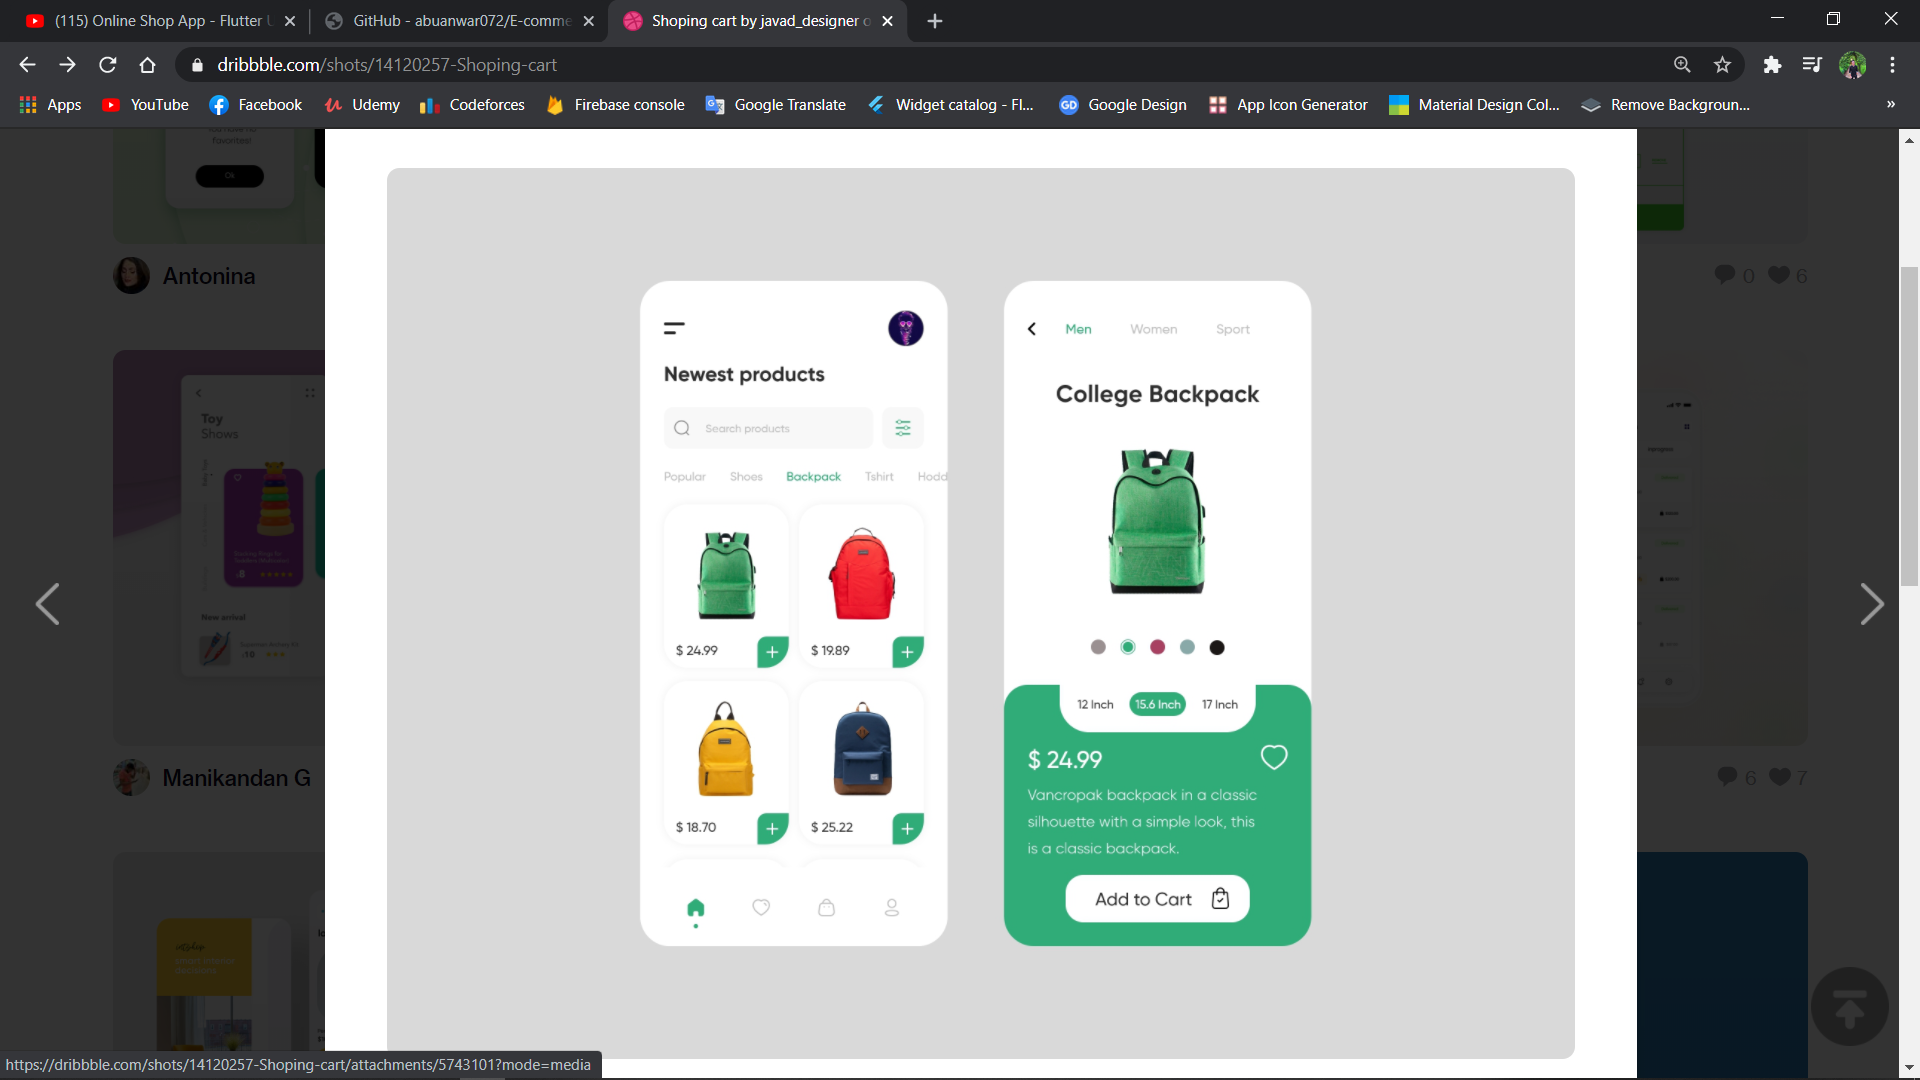 (115) Online Shop App - Flutter U
GitHub - abuanwar072/E-comme
Shoping cart by javad_designer o
dribbble.com/shots/14120257-Shoping-cart
Apps
YouTube
Facebook
Udemy
Codeforces
Firebase console
Google Translate
Widget catalog - Fl...
GD Google Design
App Icon Generator
Material Design Col...
Remove Backgroun...
»
favorites!
Ok
Antonina
0 6
Toy
Shows
New arrival
Manikandan G
6 7
Newest products
Search products
Popular Shoes Backpack Tshirt Hodd
$ 24.99
$ 19.89
$ 18.70
$ 25.22
Men Women Sport
College Backpack
12 Inch 15.6 Inch 17 Inch
$ 24.99
Vancropak backpack in a classic
silhouette with a simple look, this
is a classic backpack.
Add to Cart
https://dribbble.com/shots/14120257-Shoping-cart/attachments/5743101?mode=media